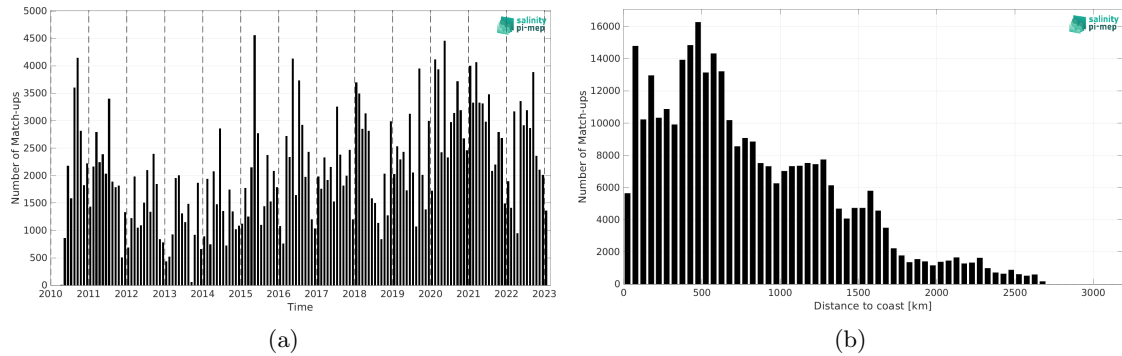 5000
4500
4000
3500
3000
2500
2000
1500
1000
500
0
Number of Match-ups
2010 2011 2012 2013 2014 2015 2016 2017 2018 2019 2020 2021 2022 2023
Time
salinity
pi-mep
(a)
16000
14000
12000
10000
8000
6000
4000
2000
0
Number of Match-ups
0 500 1000 1500 2000 2500 3000
Distance to coast [km]
salinity
pi-mep
(b)